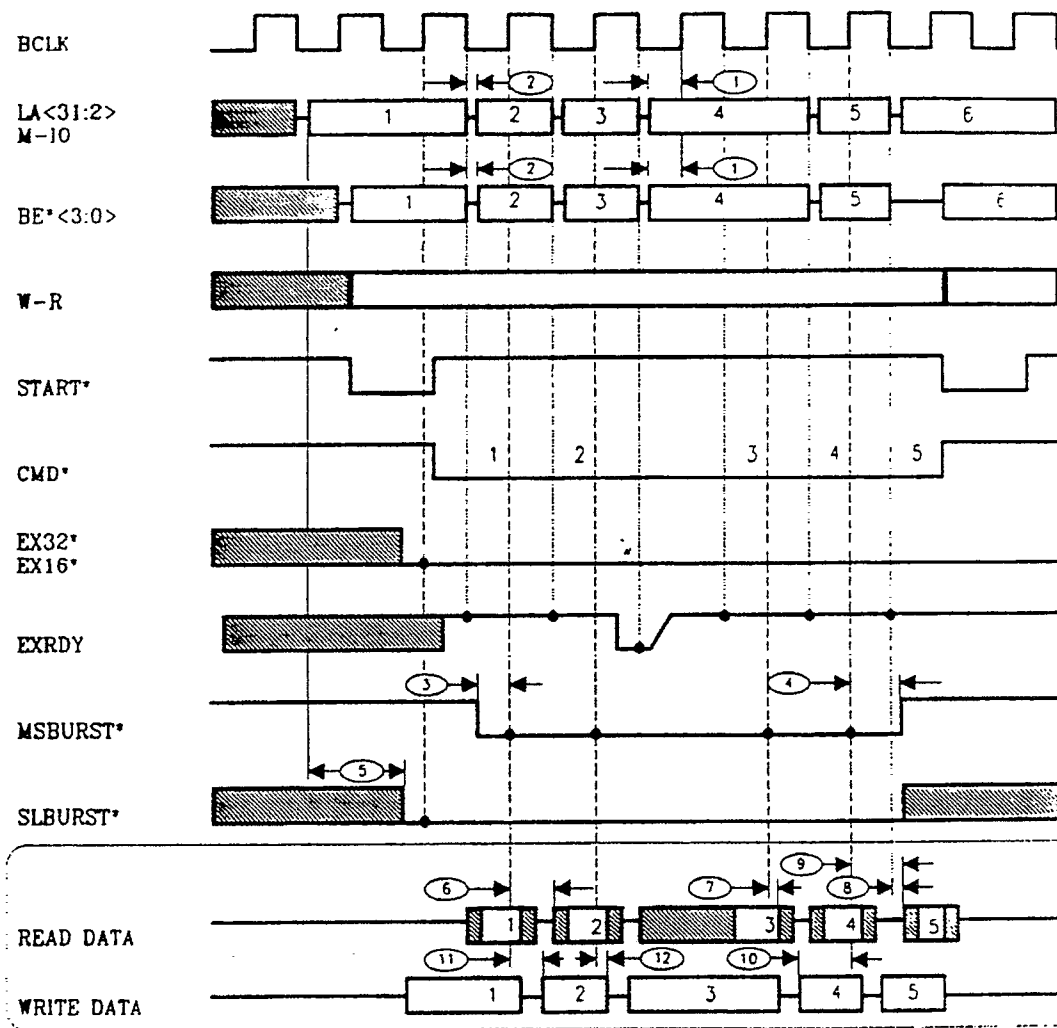 BCLK
2 1
LA<31:2>
M-IO
1 2 3 4 5 6
2 1
BE*<3:0>
1 2 3 4 5 6
W-R
START*
CMD*
1 2 3 4 5
EX32*
EX16*
EXRDY
3 4
MSBURST*
5
SLBURST*
9
6 7 8
READ DATA
1 2 3 4 5
11 12 10
WRITE DATA
1 2 3 4 5